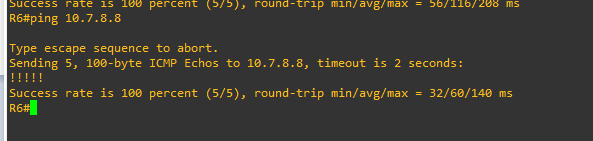 Success rate is 100 percent (5/5), round-trip min/avg/max = 56/116/208 ms
R6#ping 10.7.8.8
Type escape sequence to abort.
Sending 5, 100-byte ICMP Echos to 10.7.8.8, timeout is 2 seconds:
!!!!!
Success rate is 100 percent (5/5), round-trip min/avg/max = 32/60/140 ms
R6#